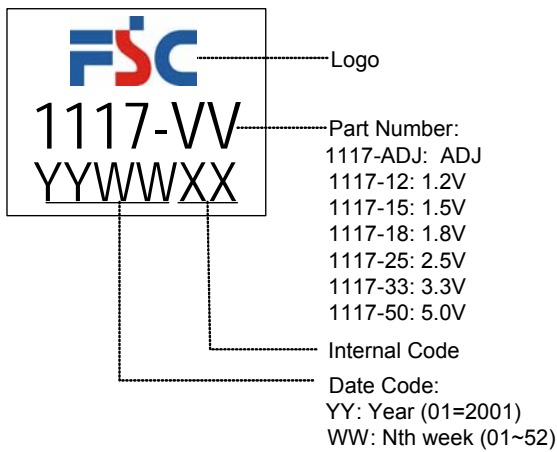 FSC
Logo
1117-VV
Part Number:
1117-ADJ: ADJ
YYWWXX
1117-12: 1.2V
1117-15: 1.5V
1117-18: 1.8V
1117-25: 2.5V
1117-33: 3.3V
1117-50: 5.0V
Internal Code
Date Code:
YY: Year (01=2001)
WW: Nth week (01~52)